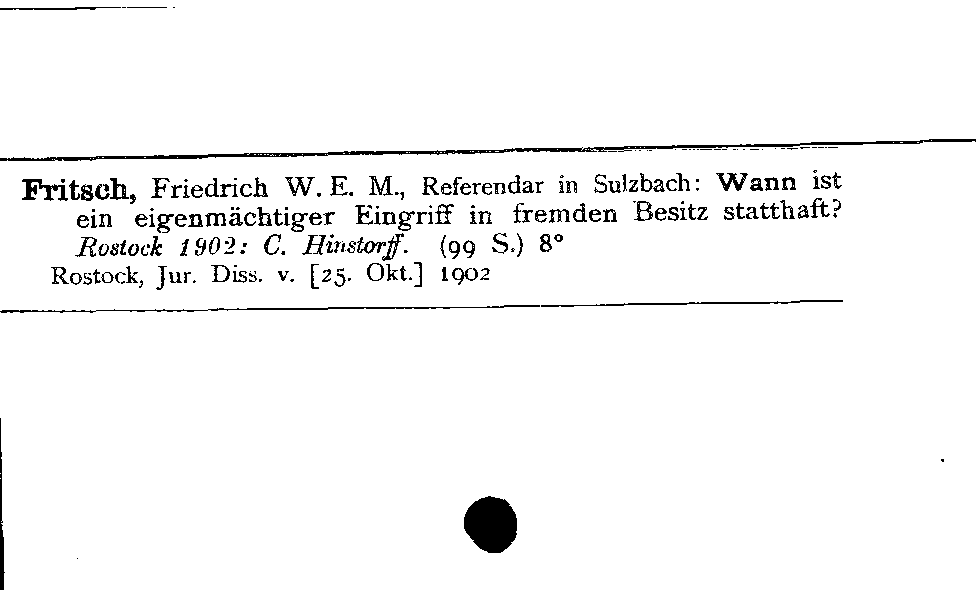 Fritsch, Friedrich W. E. M., Referendar in Sulzbach: Wann ist
ein eigenmächtiger Eingriff in fremden Besitz statthaft?
Rostock 1902: C. Hinstorff. (99 S.) 8°
Rostock, Jur. Diss. v. [25. Okt.] 1902